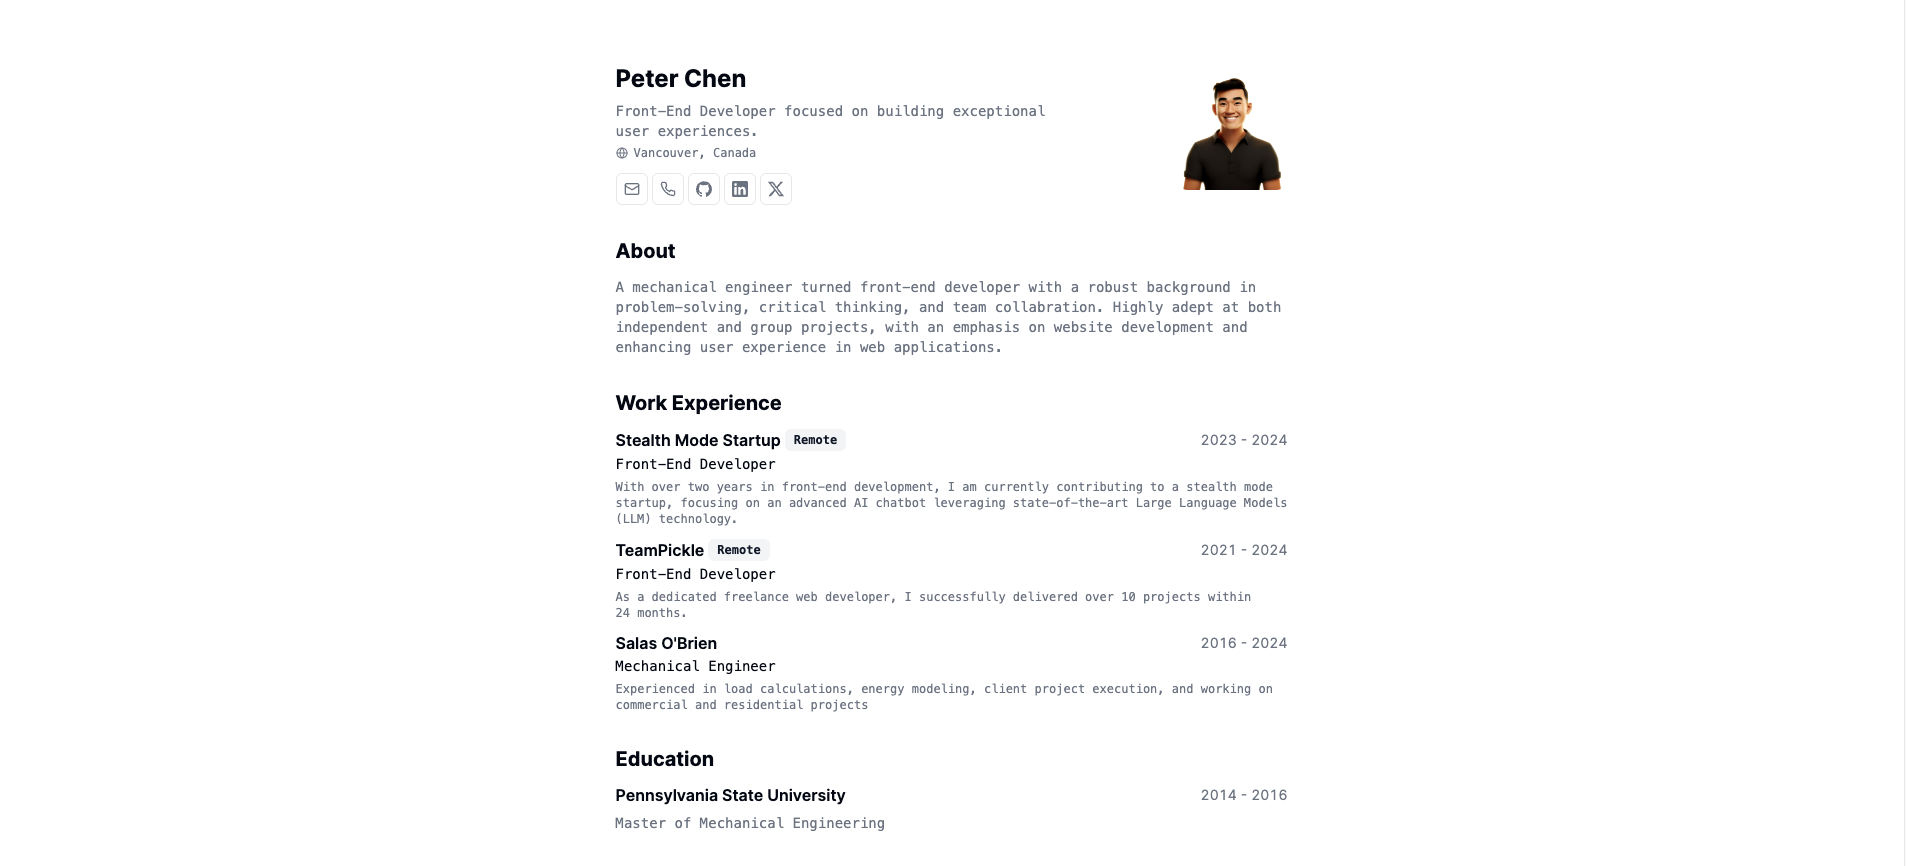 Peter Chen
Front-End Developer focused on building exceptional
user experiences.
Vancouver, Canada
About
A mechanical engineer turned front-end developer with a robust background in
problem-solving, critical thinking, and team collabration. Highly adept at both
independent and group projects, with an emphasis on website development and
enhancing user experience in web applications.
Work Experience
Stealth Mode Startup Remote 2023 - 2024
Front-End Developer
With over two years in front-end development, I am currently contributing to a stealth mode
startup, focusing on an advanced AI chatbot leveraging state-of-the-art Large Language Models
(LLM) technology.
TeamPickle Remote 2021 - 2024
Front-End Developer
As a dedicated freelance web developer, I successfully delivered over 10 projects within
24 months.
Salas O'Brien 2016 - 2024
Mechanical Engineer
Experienced in load calculations, energy modeling, client project execution, and working on
commercial and residential projects
Education
Pennsylvania State University 2014 - 2016
Master of Mechanical Engineering